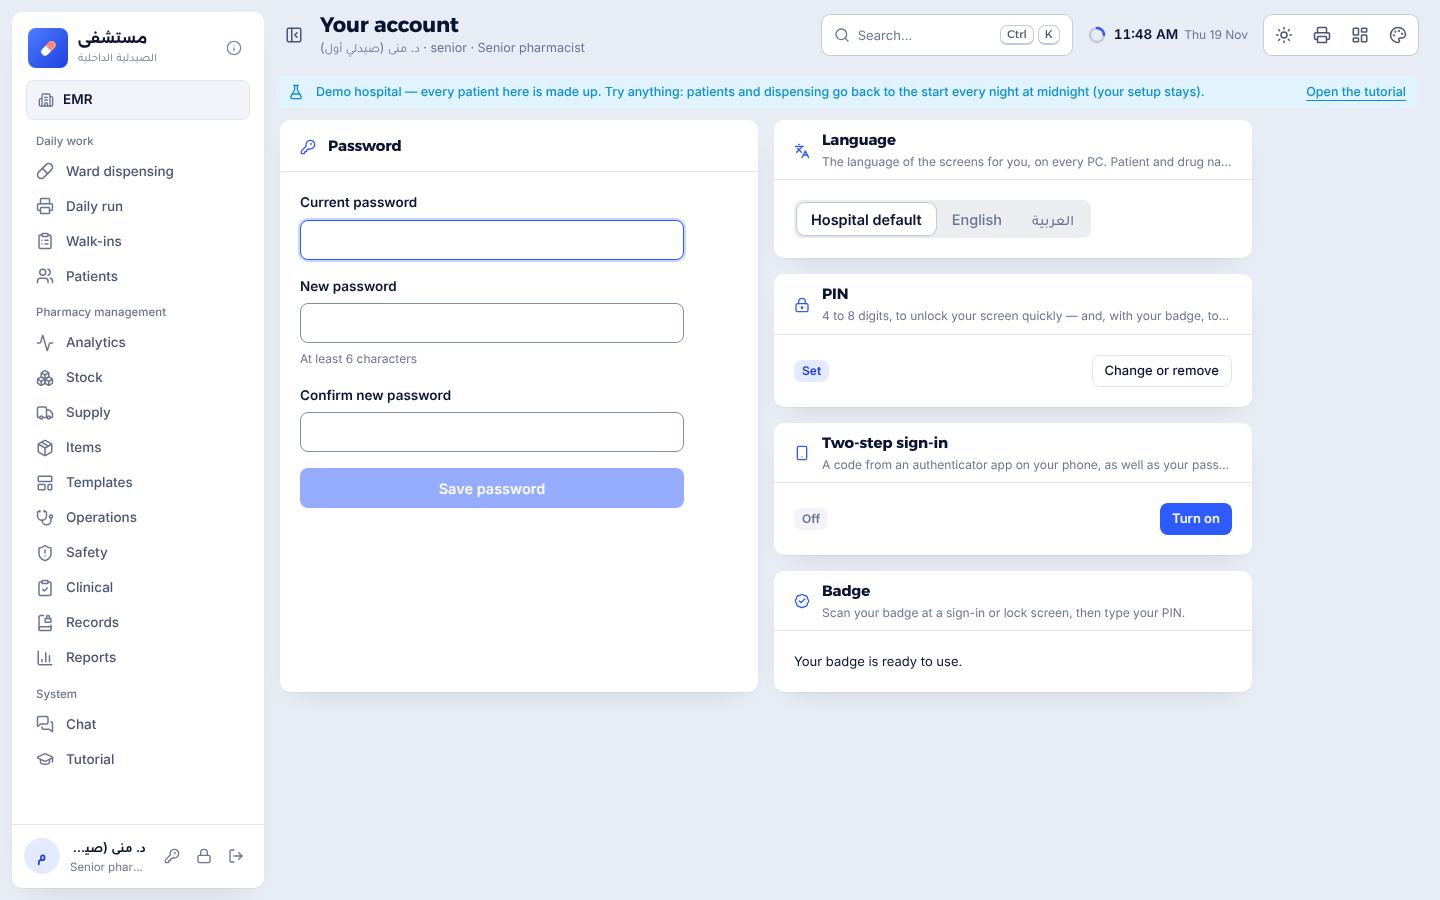 مستشفى
الصيدلية الداخلية
EMR
Daily work
Ward dispensing
Daily run
Walk-ins
Patients
Pharmacy management
Analytics
Stock
Supply
Items
Templates
Operations
Safety
Clinical
Records
Reports
System
Chat
Tutorial
م
د. منى (صيـ...
Senior phar...
Your account
د. منى (صيدلي أول) · senior · Senior pharmacist
Search...
Ctrl K
11:48 AM Thu 19 Nov
Demo hospital — every patient here is made up. Try anything: patients and dispensing go back to the start every night at midnight (your setup stays).
Open the tutorial
Password
Current password
New password
At least 6 characters
Confirm new password
Save password
Language
The language of the screens for you, on every PC. Patient and drug na...
Hospital default English العربية
PIN
4 to 8 digits, to unlock your screen quickly — and, with your badge, to...
Set
Change or remove
Two-step sign-in
A code from an authenticator app on your phone, as well as your pass...
Off
Turn on
Badge
Scan your badge at a sign-in or lock screen, then type your PIN.
Your badge is ready to use.